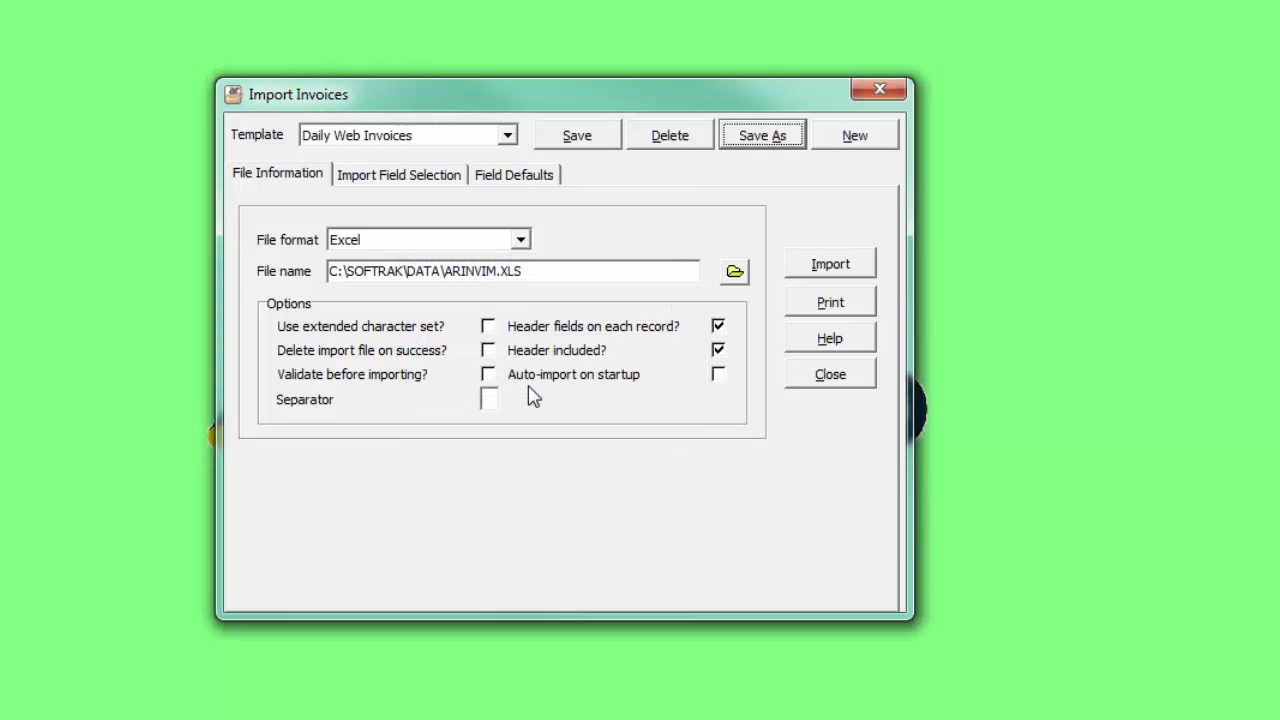 Import Invoices
Template Daily Web Invoices Save Delete Save As New
File Information Import Field Selection Field Defaults
File format Excel
File name C:\SOFTRAK\DATA\ARINVIM.XLS
Import
Print
Help
Close
Options
Use extended character set? Header fields on each record?
Delete import file on success? Header included?
Validate before importing? Auto-import on startup
Separator